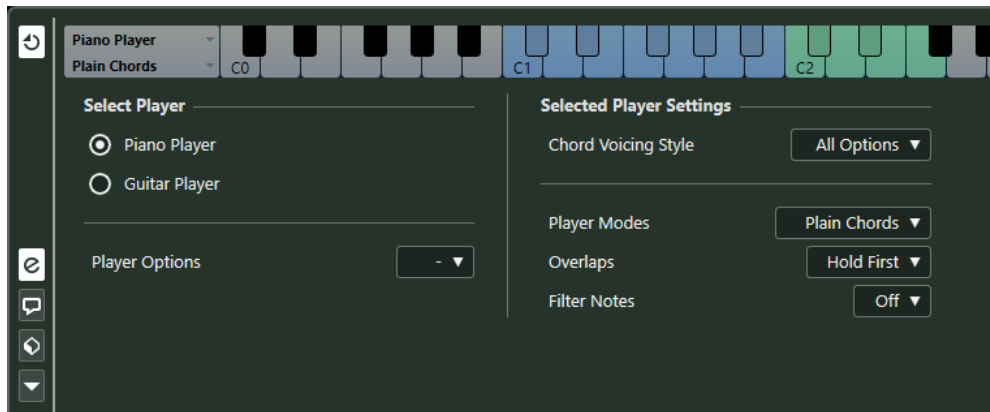 Piano Player
Plain Chords
C0
C1
C2
Select Player
Piano Player
Guitar Player
Player Options
-
Selected Player Settings
Chord Voicing Style
All Options
Player Modes
Plain Chords
Overlaps
Hold First
Filter Notes
Off